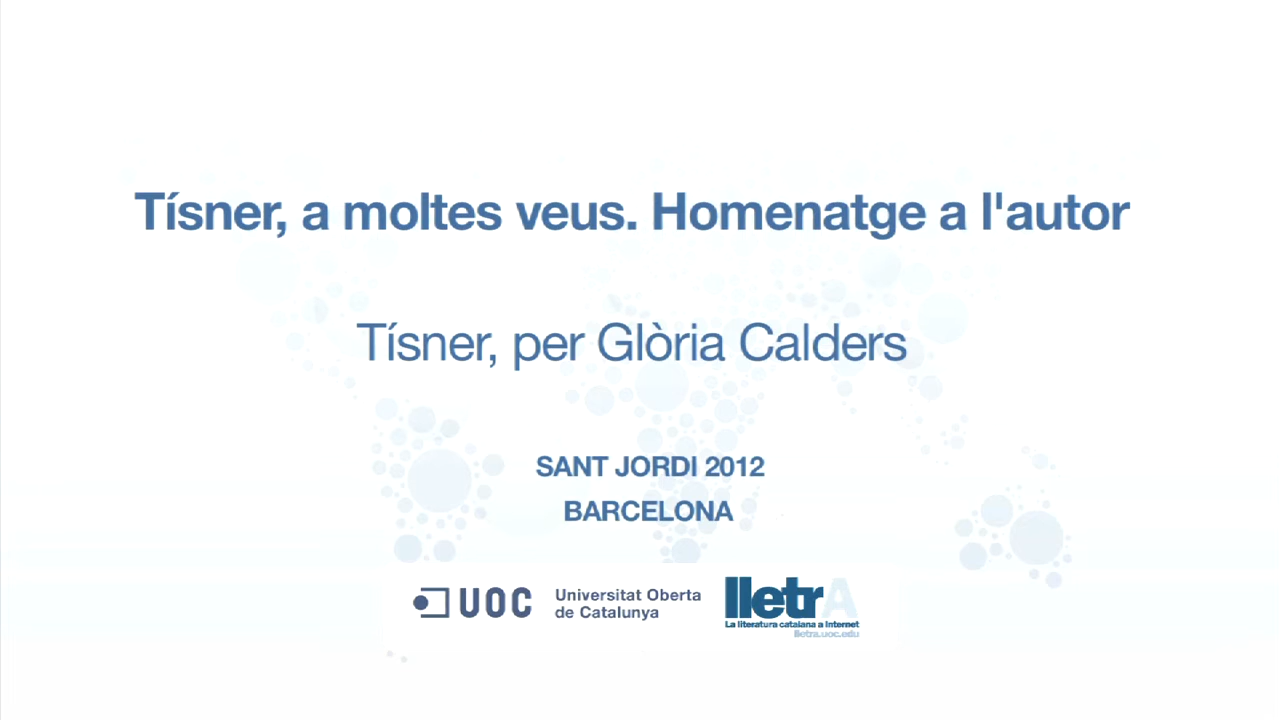 Tísner, a moltes veus. Homenatge a l'autor
Tísner, per Glòria Calders
SANT JORDI 2012
BARCELONA
UOC
Universitat Oberta
de Catalunya
lletrA
La literatura catalana a Internet
lletra.uoc.edu